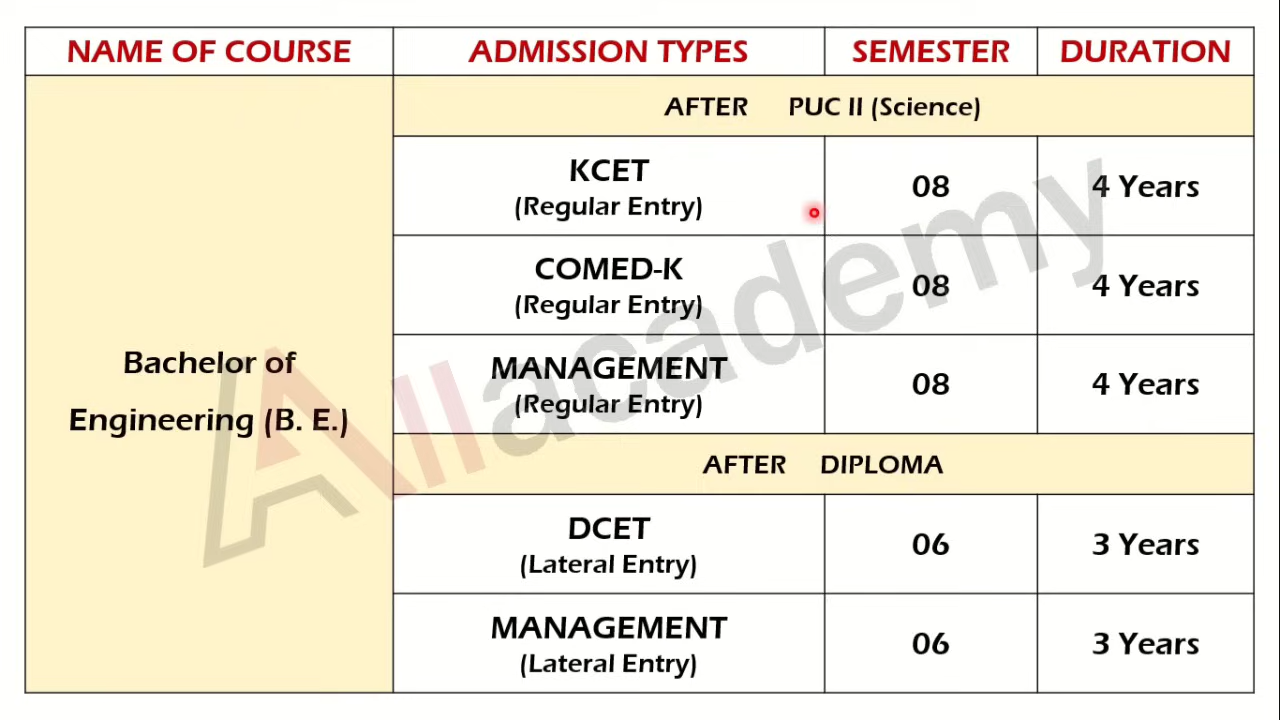 NAME OF COURSE ADMISSION TYPES SEMESTER DURATION
AFTER PUC II (Science)
KCET
(Regular Entry) 08 4 Years
COMED-K
(Regular Entry) 08 4 Years
MANAGEMENT
(Regular Entry) 08 4 Years
Bachelor of
Engineering (B. E.)
AFTER DIPLOMA
DCET
(Lateral Entry) 06 3 Years
MANAGEMENT
(Lateral Entry) 06 3 Years
Allacademy